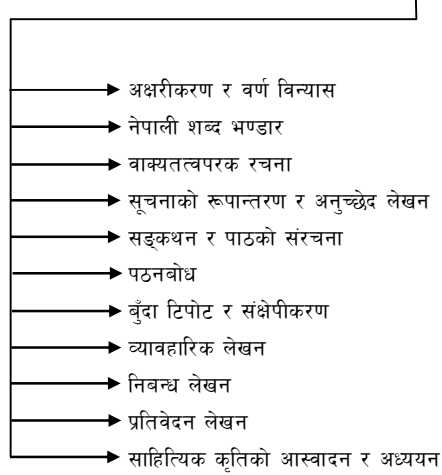 अक्षरीकरण र वर्ण विन्यास
नेपाली शब्द भण्डार
वाक्यतत्वपरक रचना
सूचनाको रूपान्तरण र अनुच्छेद लेखन
सङ्कथन र पाठको संरचना
पठनबोध
बुँदा टिपोट र संक्षेपीकरण
व्यावहारिक लेखन
निबन्ध लेखन
प्रतिवेदन लेखन
साहित्यिक कृतिको आस्वादन र अध्ययन